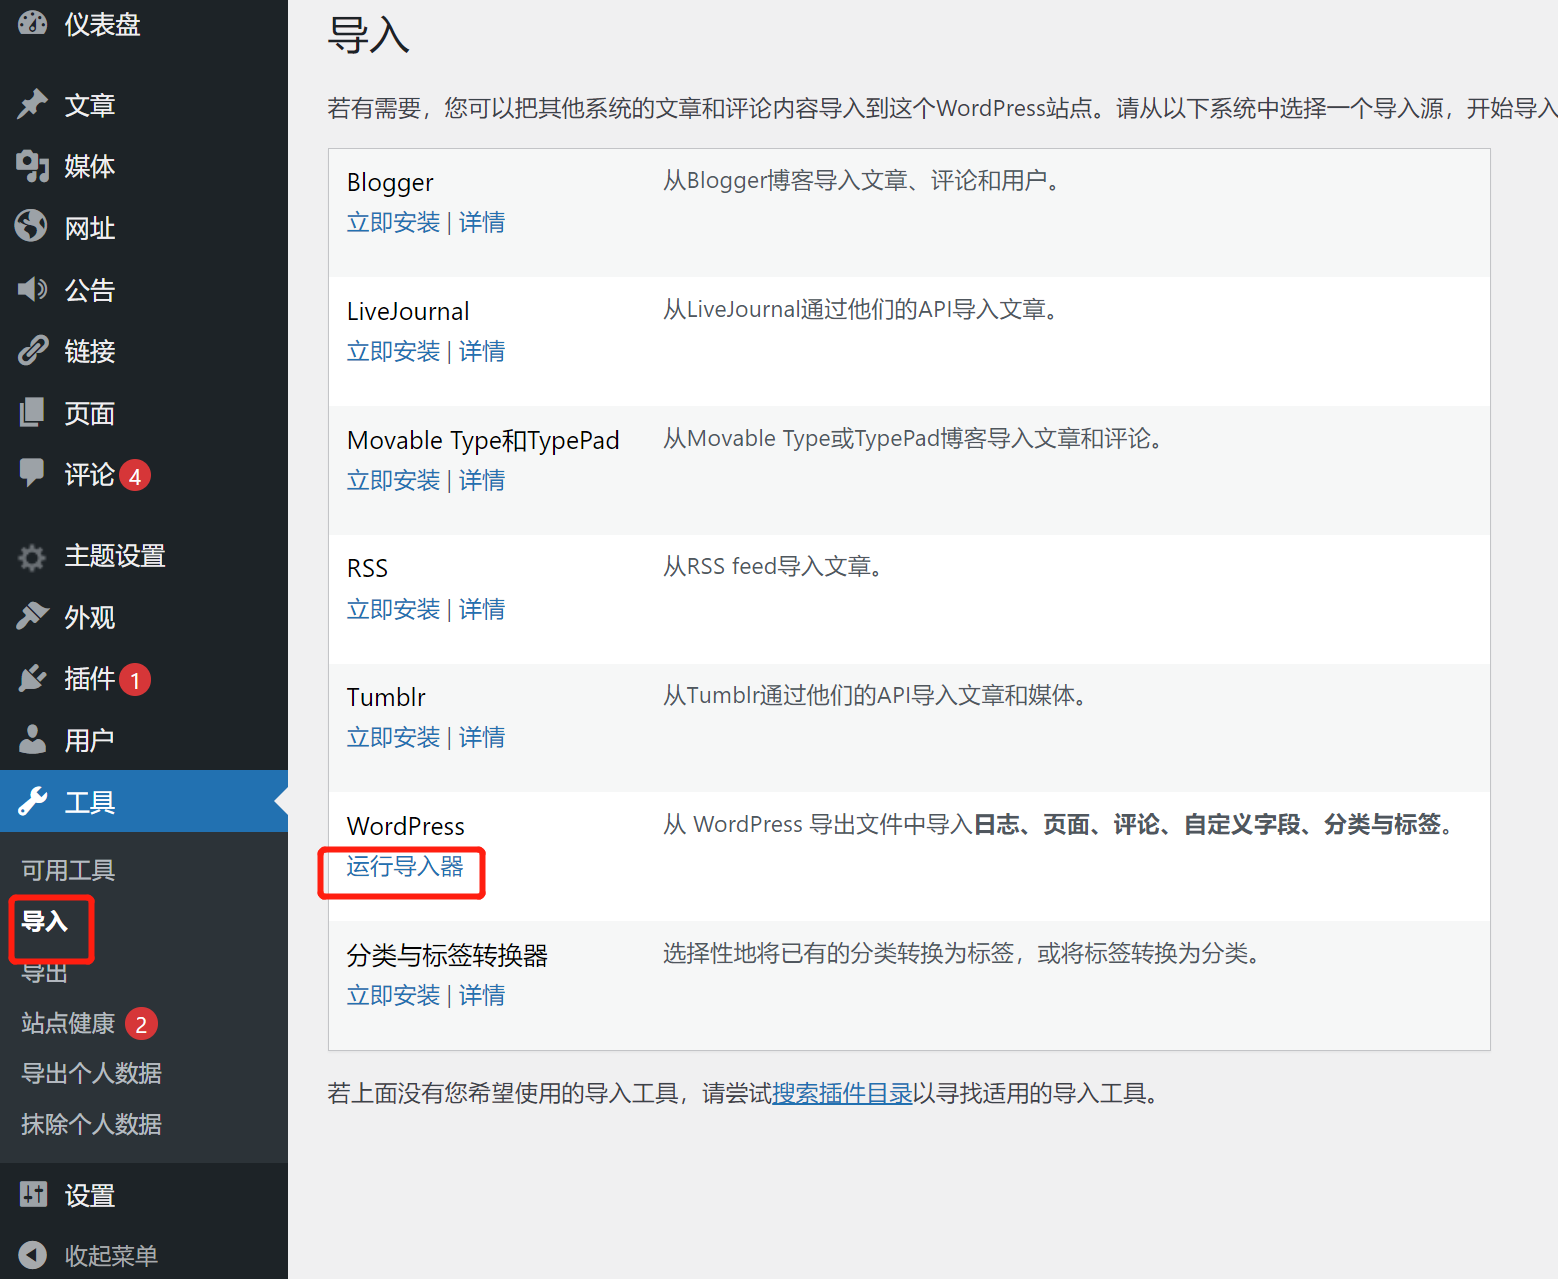 仪表盘
文章
媒体
网址
公告
链接
页面
评论 4
主题设置
外观
插件 1
用户
工具
可用工具
导入
导出
站点健康 2
导出个人数据
抹除个人数据
设置
收起菜单
导入
若有需要，您可以把其他系统的文章和评论内容导入到这个WordPress站点。请从以下系统中选择一个导入源，开始导入
Blogger 从Blogger博客导入文章、评论和用户。
立即安装 | 详情
LiveJournal 从LiveJournal通过他们的API导入文章。
立即安装 | 详情
Movable Type和TypePad 从Movable Type或TypePad博客导入文章和评论。
立即安装 | 详情
RSS 从RSS feed导入文章。
立即安装 | 详情
Tumblr 从Tumblr通过他们的API导入文章和媒体。
立即安装 | 详情
WordPress 从 WordPress 导出文件中导入日志、页面、评论、自定义字段、分类与标签。
运行导入器
分类与标签转换器 选择性地将已有的分类转换为标签，或将标签转换为分类。
立即安装 | 详情
若上面没有您希望使用的导入工具，请尝试搜索插件目录以寻找适用的导入工具。